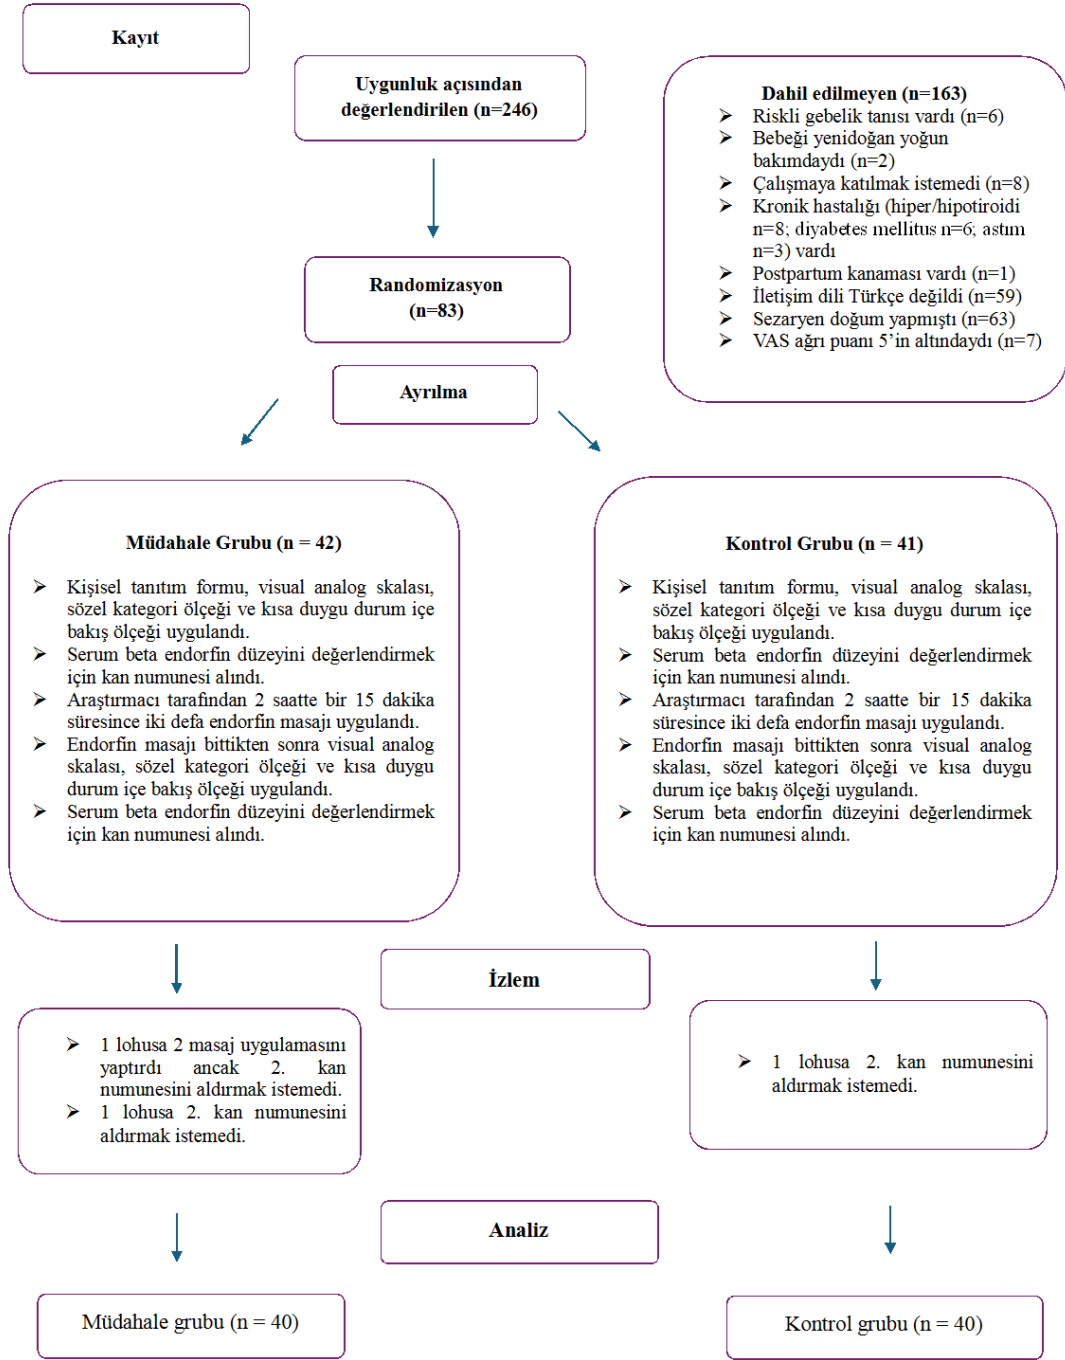 Kayıt
Uygunluk açısından
değerlendirilen (n=246)
Dahil edilmeyen (n=163)
➢ Riskli gebelik tanısı vardı (n=6)
➢ Bebeği yenidoğan yoğun
bakımdaydı (n=2)
➢ Çalışmaya katılmak istemedi (n=8)
➢ Kronik hastalığı (hiper/hipotiroidi
n=8; diyabetes mellitus n=6; astım
n=3) vardı
➢ Postpartum kanaması vardı (n=1)
➢ İletişim dili Türkçe değildi (n=59)
➢ Sezaryen doğum yapmıştı (n=63)
➢ VAS ağrı puanı 5’in altındaydı (n=7)
Randomizasyon
(n=83)
Ayrılma
Müdahale Grubu (n = 42)
➢ Kişisel tanıtım formu, visual analog skalası,
sözel kategori ölçeği ve kısa duygu durum içe
bakış ölçeği uygulandı.
➢ Serum beta endorfin düzeyini değerlendirmek
için kan numunesi alındı.
➢ Araştırmacı tarafından 2 saatte bir 15 dakika
süresince iki defa endorfin masajı uygulandı.
➢ Endorfin masajı bittikten sonra visual analog
skalası, sözel kategori ölçeği ve kısa duygu
durum içe bakış ölçeği uygulandı.
➢ Serum beta endorfin düzeyini değerlendirmek
için kan numunesi alındı.
Kontrol Grubu (n = 41)
➢ Kişisel tanıtım formu, visual analog skalası,
sözel kategori ölçeği ve kısa duygu durum içe
bakış ölçeği uygulandı.
➢ Serum beta endorfin düzeyini değerlendirmek
için kan numunesi alındı.
➢ Araştırmacı tarafından 2 saatte bir 15 dakika
süresince iki defa endorfin masajı uygulandı.
➢ Endorfin masajı bittikten sonra visual analog
skalası, sözel kategori ölçeği ve kısa duygu
durum içe bakış ölçeği uygulandı.
➢ Serum beta endorfin düzeyini değerlendirmek
için kan numunesi alındı.
İzlem
➢ 1 lohusa 2 masaj uygulamasını
yaptırdı ancak 2. kan
numunesini aldırmak istemedi.
➢ 1 lohusa 2. kan numunesini
aldırmak istemedi.
➢ 1 lohusa 2. kan numunesini
aldırmak istemedi.
Analiz
Müdahale grubu (n = 40)
Kontrol grubu (n = 40)